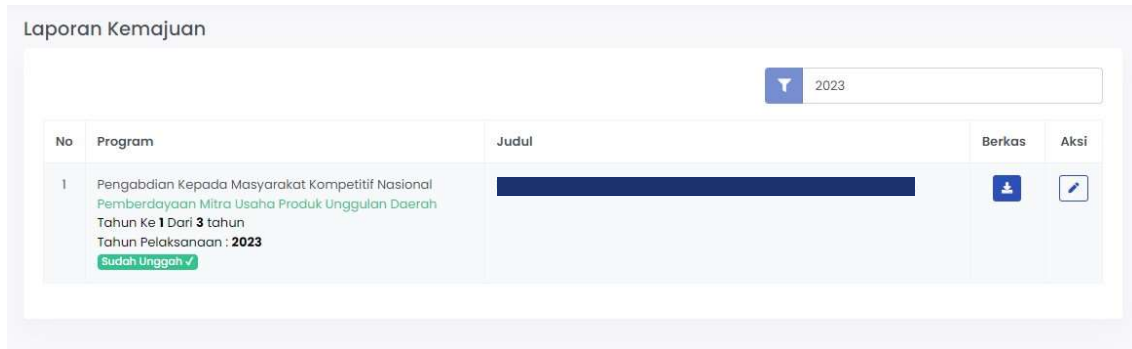 Laporan Kemajuan
2023
No Program Judul Berkas Aksi
1 Pengabdian Kepada Masyarakat Kompetitif Nasional
Pemberdayaan Mitra Usaha Produk Unggulan Daerah
Tahun Ke 1 Dari 3 tahun
Tahun Pelaksanaan : 2023
Sudah Unggah ✓